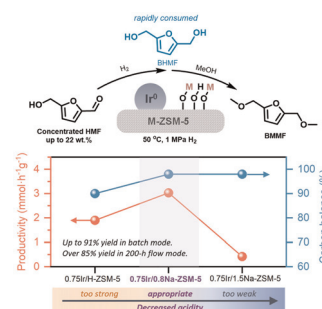 rapidly consumed
HO
OH
BHMF
H₂
MeOH
HO
O
O
Ir⁰
M H M
O O O
M-ZSM-5
O
O
O
Concentrated HMF
up to 22 wt.%
50 °C, 1 MPa H₂
BMMF
Productivity (mmol·h⁻¹g⁻¹)
4
3
2
1
0
100
90
80
70
60
balance (%)
Up to 91% yield in batch mode.
Over 85% yield in 200-h flow mode.
0.75Ir/H-ZSM-5
0.75Ir/0.8Na-ZSM-5
0.75Ir/1.5Na-ZSM-5
too strong
appropriate
too weak
Decreased acidity